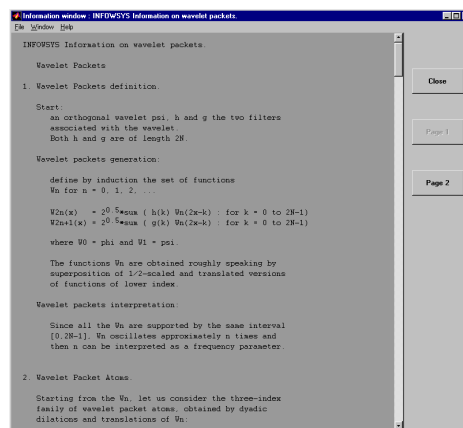 Information window : INFOWSYS Information on wavelet packets.
File Window Help
INFOWSYS Information on wavelet packets.
Wavelet Packets
1. Wavelet Packets definition.
Start:
an orthogonal wavelet psi, h and g the two filters
associated with the wavelet.
Both h and g are of length 2N.
Wavelet packets generation:
define by induction the set of functions
Wn for n = 0, 1, 2, ...
W2n(x) = 2^0.5*sum ( h(k) Wn(2x-k) : for k = 0 to 2N-1)
W2n+1(x) = 2^0.5*sum ( g(k) Wn(2x-k) : for k = 0 to 2N-1)
where W0 = phi and W1 = psi.
The functions Wn are obtained roughly speaking by
superposition of 1/2-scaled and translated versions
of functions of lower index.
Wavelet packets interpretation:
Since all the Wn are supported by the same interval
[0,2N-1], Wn oscillates approximately n times and
then n can be interpreted as a frequency parameter.
2. Wavelet Packet Atoms.
Starting from the Wn, let us consider the three-index
family of wavelet packet atoms, obtained by dyadic
dilations and translations of Wn:
Close
Page 1
Page 2